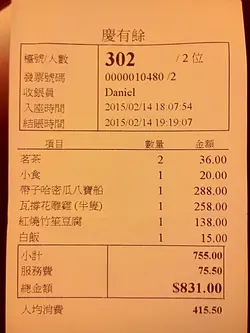 慶有餘
檯號/人數 302 /2 位
發票號碼 0000010480 /2
收銀員 Daniel
入座時間 2015/02/14 18:07:54
結賬時間 2015/02/14 19:19:07
項目 數量 金額
茗茶 2 36.00
小食 1 20.00
帶子哈密瓜八寶船 1 288.00
瓦罉花雕雞 (半隻) 1 258.00
紅燒竹笙豆腐 1 138.00
白飯 1 15.00
小計 755.00
服務費 75.50
總金額 $831.00
人均消費 415.50